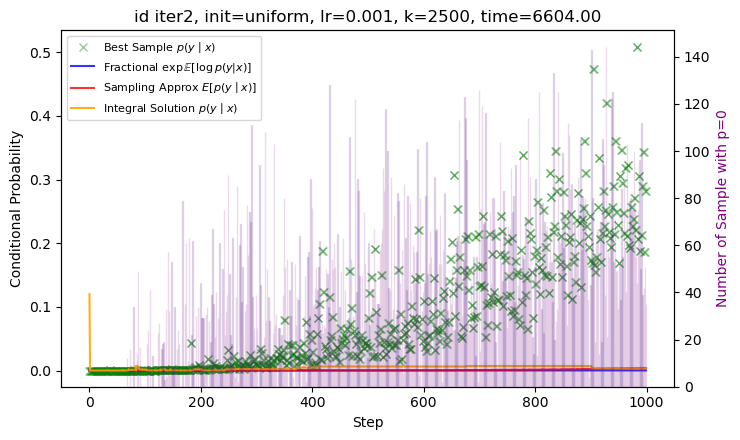 id iter2, init=uniform, lr=0.001, k=2500, time=6604.00
Best Sample p(y | x)
Fractional exp𝔼[log p(y|x)]
Sampling Approx E[p(y | x)]
Integral Solution p(y | x)
Conditional Probability
0.5
0.4
0.3
0.2
0.1
0.0
0 200 400 600 800 1000
Step
140
120
100
80
60
40
20
0
Number of Sample with p=0